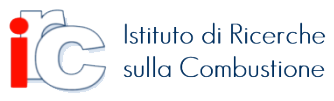 irc
Istituto di Ricerche
sulla Combustione